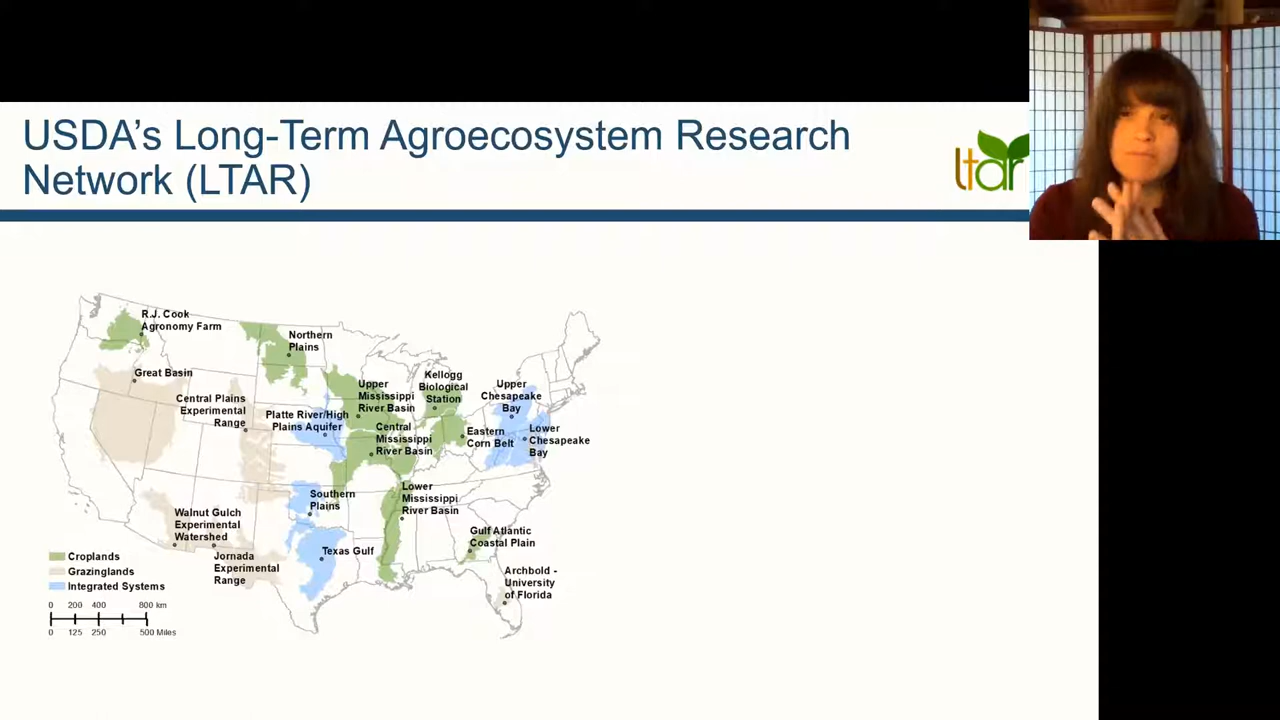 USDA's Long-Term Agroecosystem Research
Network (LTAR)
ltar
R.J. Cook
Agronomy Farm
Northern
Plains
Great Basin
Kellogg
Biological
Station
Upper
Mississippi
River Basin
Upper
Chesapeake
Bay
Central Plains
Experimental
Range
Platte River/High
Plains Aquifer
Central
Mississippi
River Basin
Eastern
Corn Belt
Lower
Chesapeake
Bay
Southern
Plains
Lower
Mississippi
River Basin
Walnut Gulch
Experimental
Watershed
Gulf Atlantic
Coastal Plain
Texas Gulf
Jornada
Experimental
Range
Archbold -
University
of Florida
Croplands
Grazinglands
Integrated Systems
0 200 400 800 km
0 125 250 500 Miles